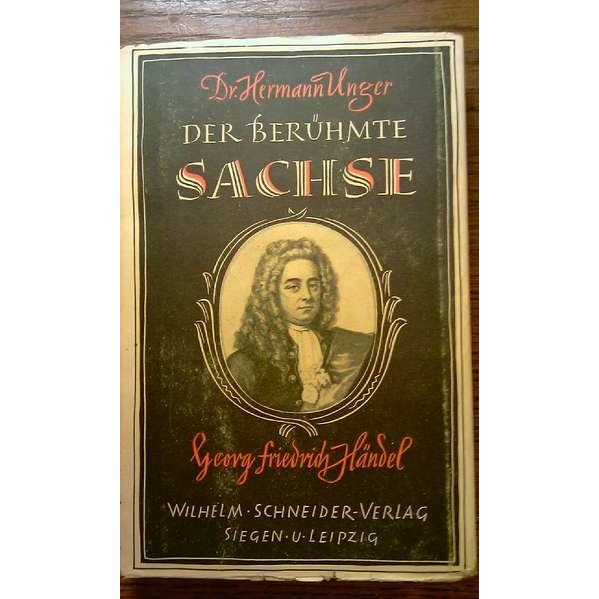 Dr. Hermann Unger
DER BERÜHMTE
SACHSE
Georg Friedrich Händel
WILHELM · SCHNEIDER-VERLAG
SIEGEN · U · LEIPZIG